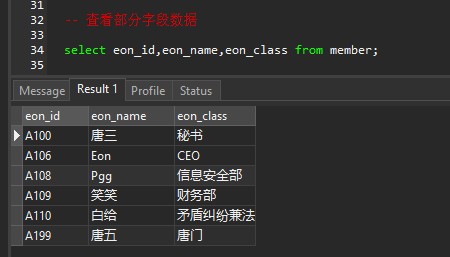 31
32 -- 查看部分字段数据
33
34 select eon_id,eon_name,eon_class from member;
35
Message Result 1 Profile Status
eon_id eon_name eon_class
A100 唐三 秘书
A106 Eon CEO
A108 Pgg 信息安全部
A109 笑笑 财务部
A110 白给 矛盾纠纷兼法
A199 唐五 唐门